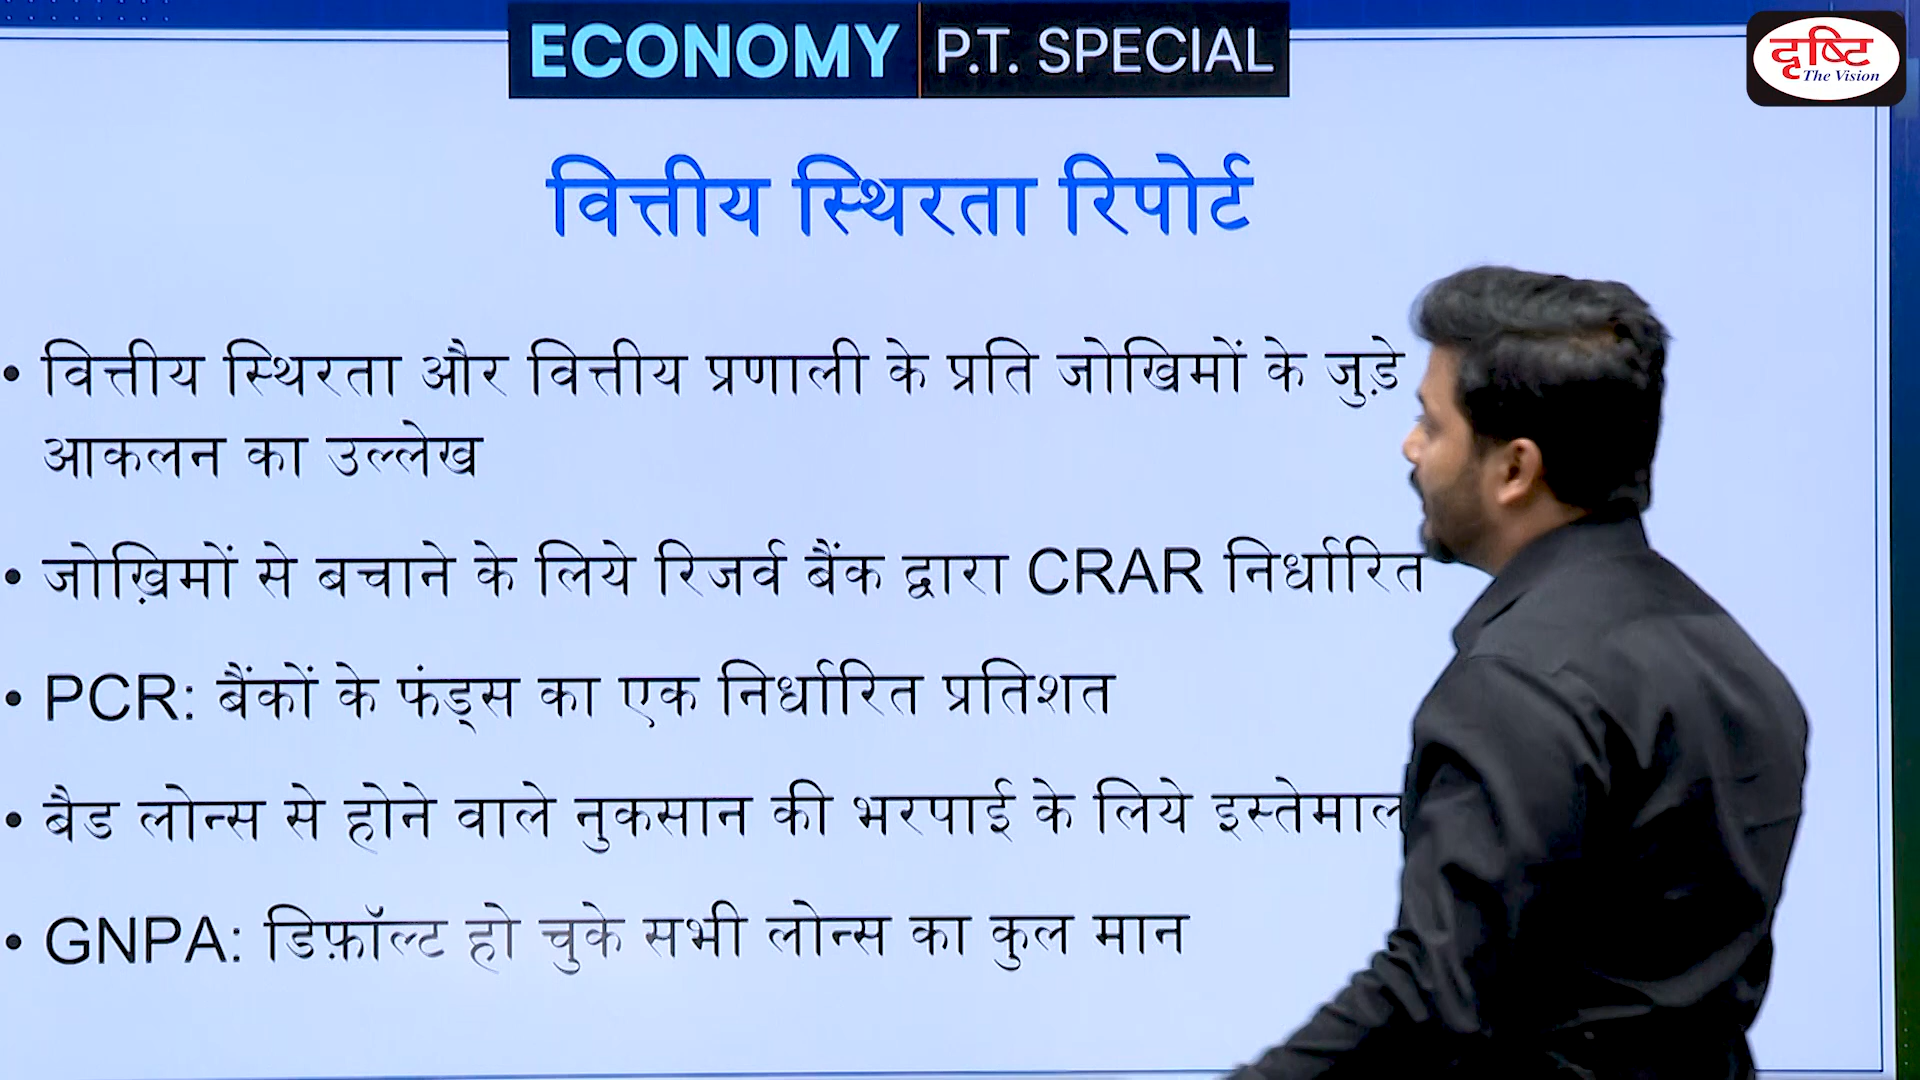 ECONOMY P.T. SPECIAL
दृष्टि
The Vision
वित्तीय स्थिरता रिपोर्ट
• वित्तीय स्थिरता और वित्तीय प्रणाली के प्रति जोखिमों के जुड़े
आकलन का उल्लेख
• जोख़िमों से बचाने के लिये रिजर्व बैंक द्वारा CRAR निर्धारित
• PCR: बैंकों के फंड्स का एक निर्धारित प्रतिशत
• बैड लोन्स से होने वाले नुकसान की भरपाई के लिये इस्तेमाल
• GNPA: डिफ़ॉल्ट हो चुके सभी लोन्स का कुल मान